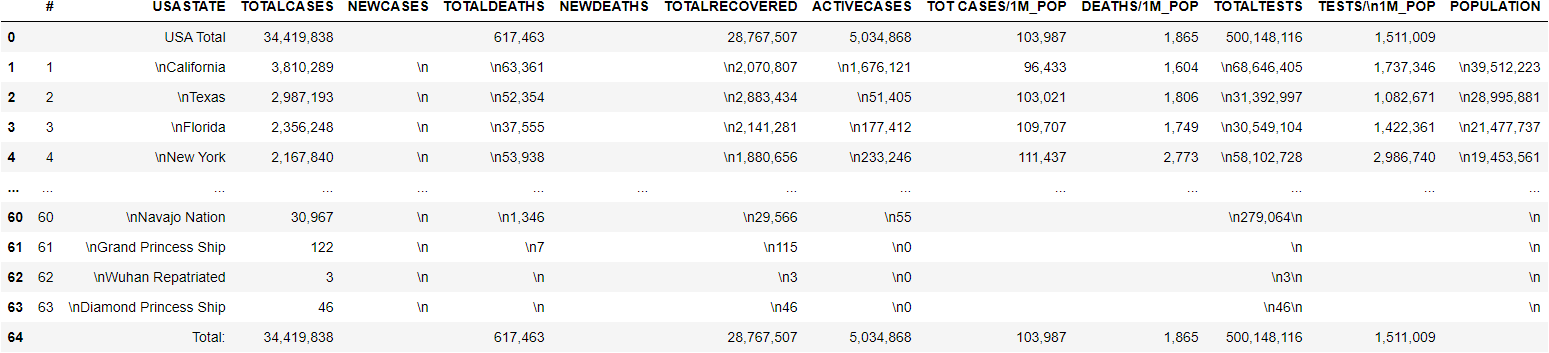 # USASTATE TOTALCASES NEWCASES TOTALDEATHS NEWDEATHS TOTALRECOVERED ACTIVECASES TOT CASES/1M_POP DEATHS/1M_POP TOTALTESTS TESTS/\n1M_POP POPULATION
0 USA Total 34,419,838 617,463 28,767,507 5,034,868 103,987 1,865 500,148,116 1,511,009
1 1 \nCalifornia 3,810,289 \n \n63,361 \n2,070,807 \n1,676,121 96,433 1,604 \n68,646,405 1,737,346 \n39,512,223
2 2 \nTexas 2,987,193 \n \n52,354 \n2,883,434 \n51,405 103,021 1,806 \n31,392,997 1,082,671 \n28,995,881
3 3 \nFlorida 2,356,248 \n \n37,555 \n2,141,281 \n177,412 109,707 1,749 \n30,549,104 1,422,361 \n21,477,737
4 4 \nNew York 2,167,840 \n \n53,938 \n1,880,656 \n233,246 111,437 2,773 \n58,102,728 2,986,740 \n19,453,561
... ... ... ... ... ... ... ... ... ... ... ... ... ...
60 60 \nNavajo Nation 30,967 \n \n1,346 \n29,566 \n55 \n279,064\n \n
61 61 \nGrand Princess Ship 122 \n \n7 \n115 \n0 \n \n
62 62 \nWuhan Repatriated 3 \n \n \n3 \n0 \n3\n \n
63 63 \nDiamond Princess Ship 46 \n \n \n46 \n0 \n46\n \n
64 Total: 34,419,838 617,463 28,767,507 5,034,868 103,987 1,865 500,148,116 1,511,009